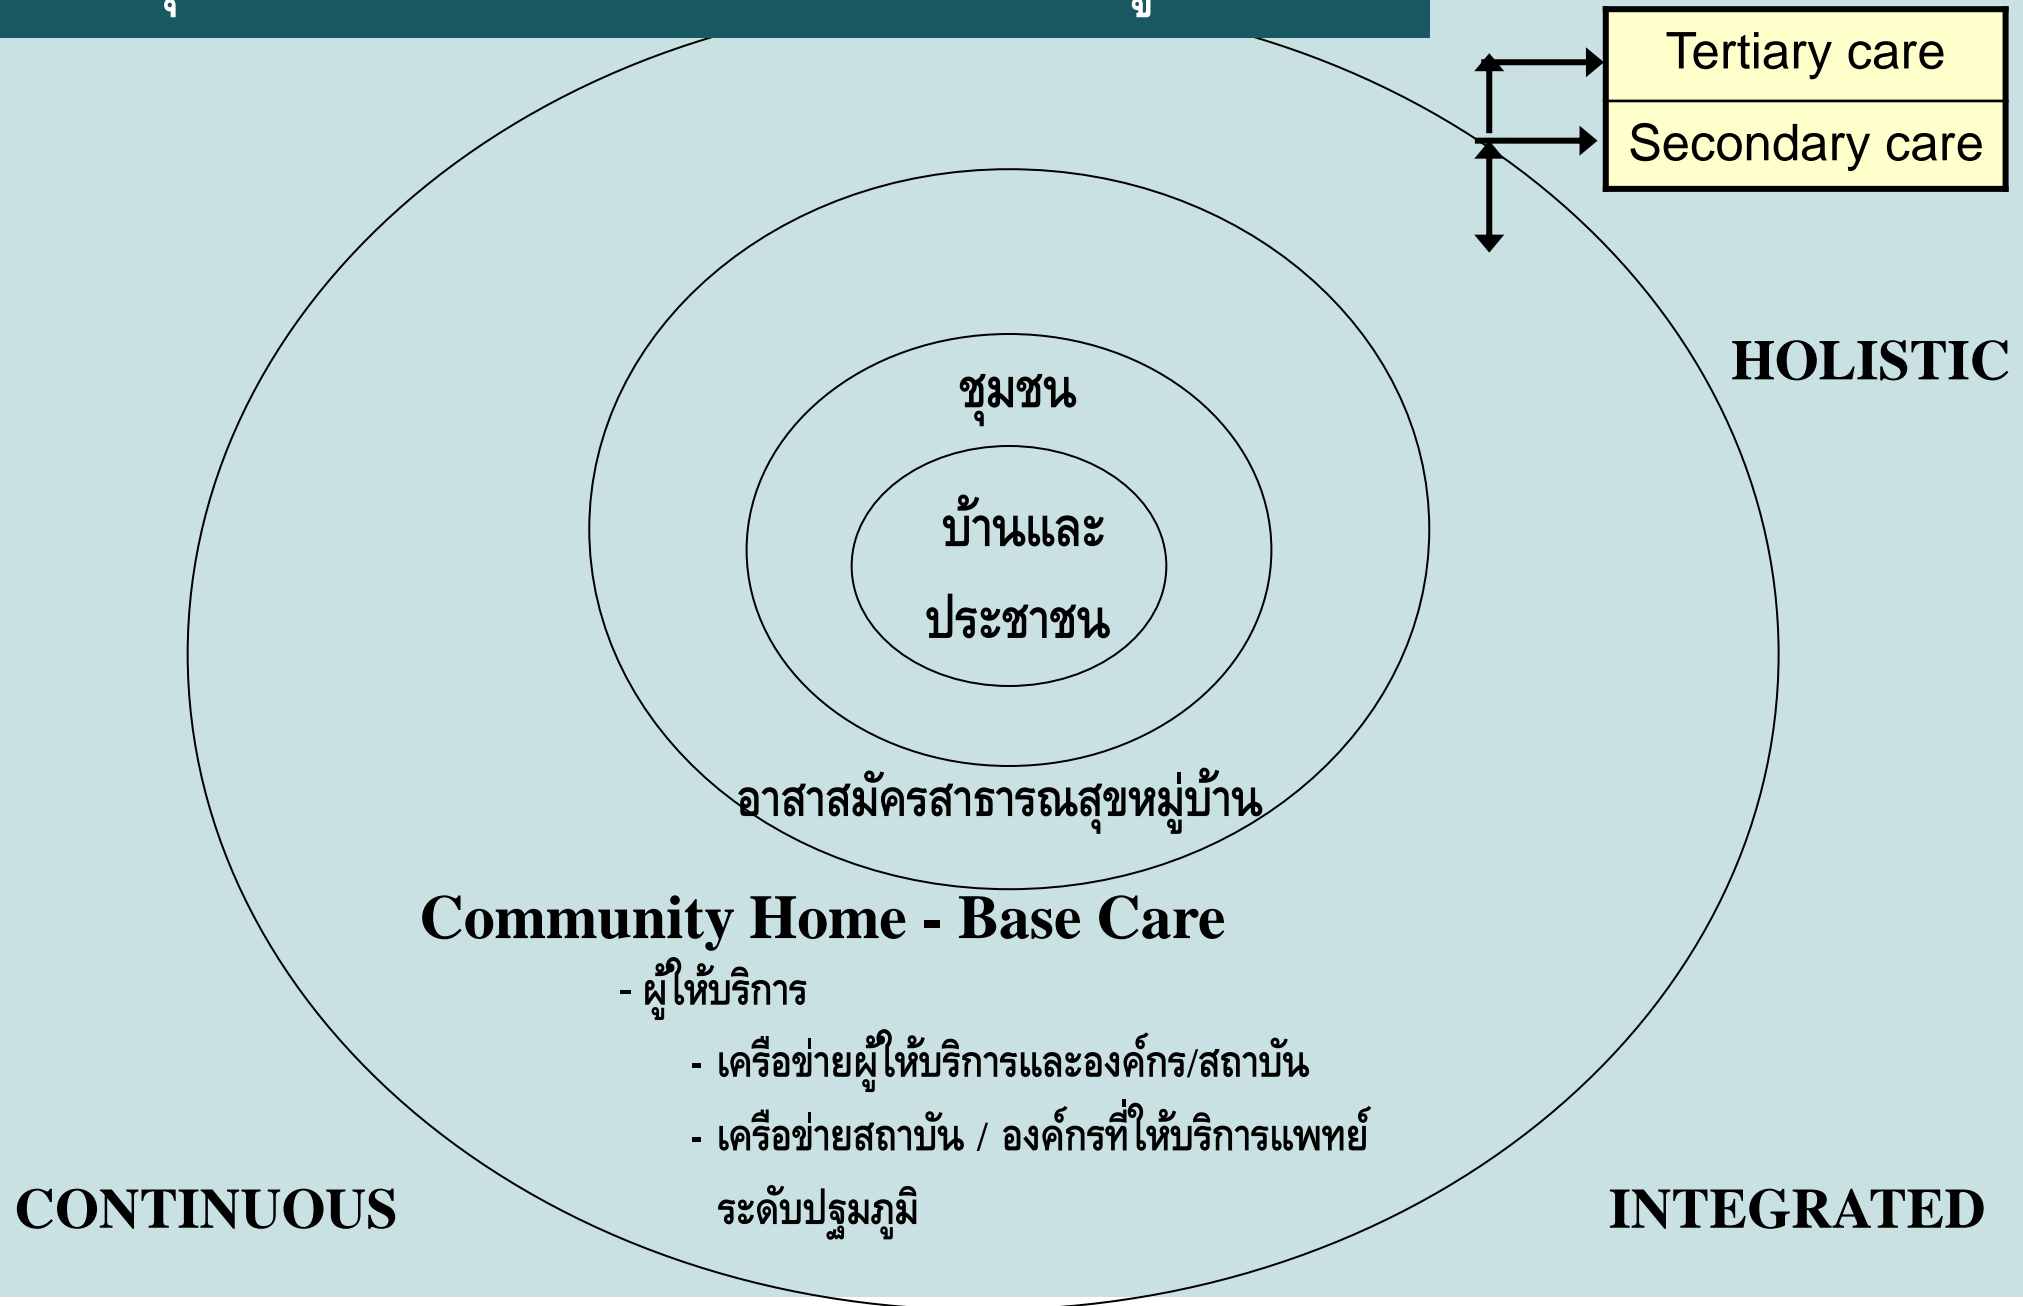 Tertiary care
Secondary care
HOLISTIC
ชุมชน
บ้านและ
ประชาชน
อาสาสมัครสาธารณสุขหมู่บ้าน
Community Home - Base Care
- ผู้ให้บริการ
- เครือข่ายผู้ให้บริการและองค์กร/สถาบัน
- เครือข่ายสถาบัน / องค์กรที่ให้บริการแพทย์
ระดับปฐมภูมิ
CONTINUOUS
INTEGRATED